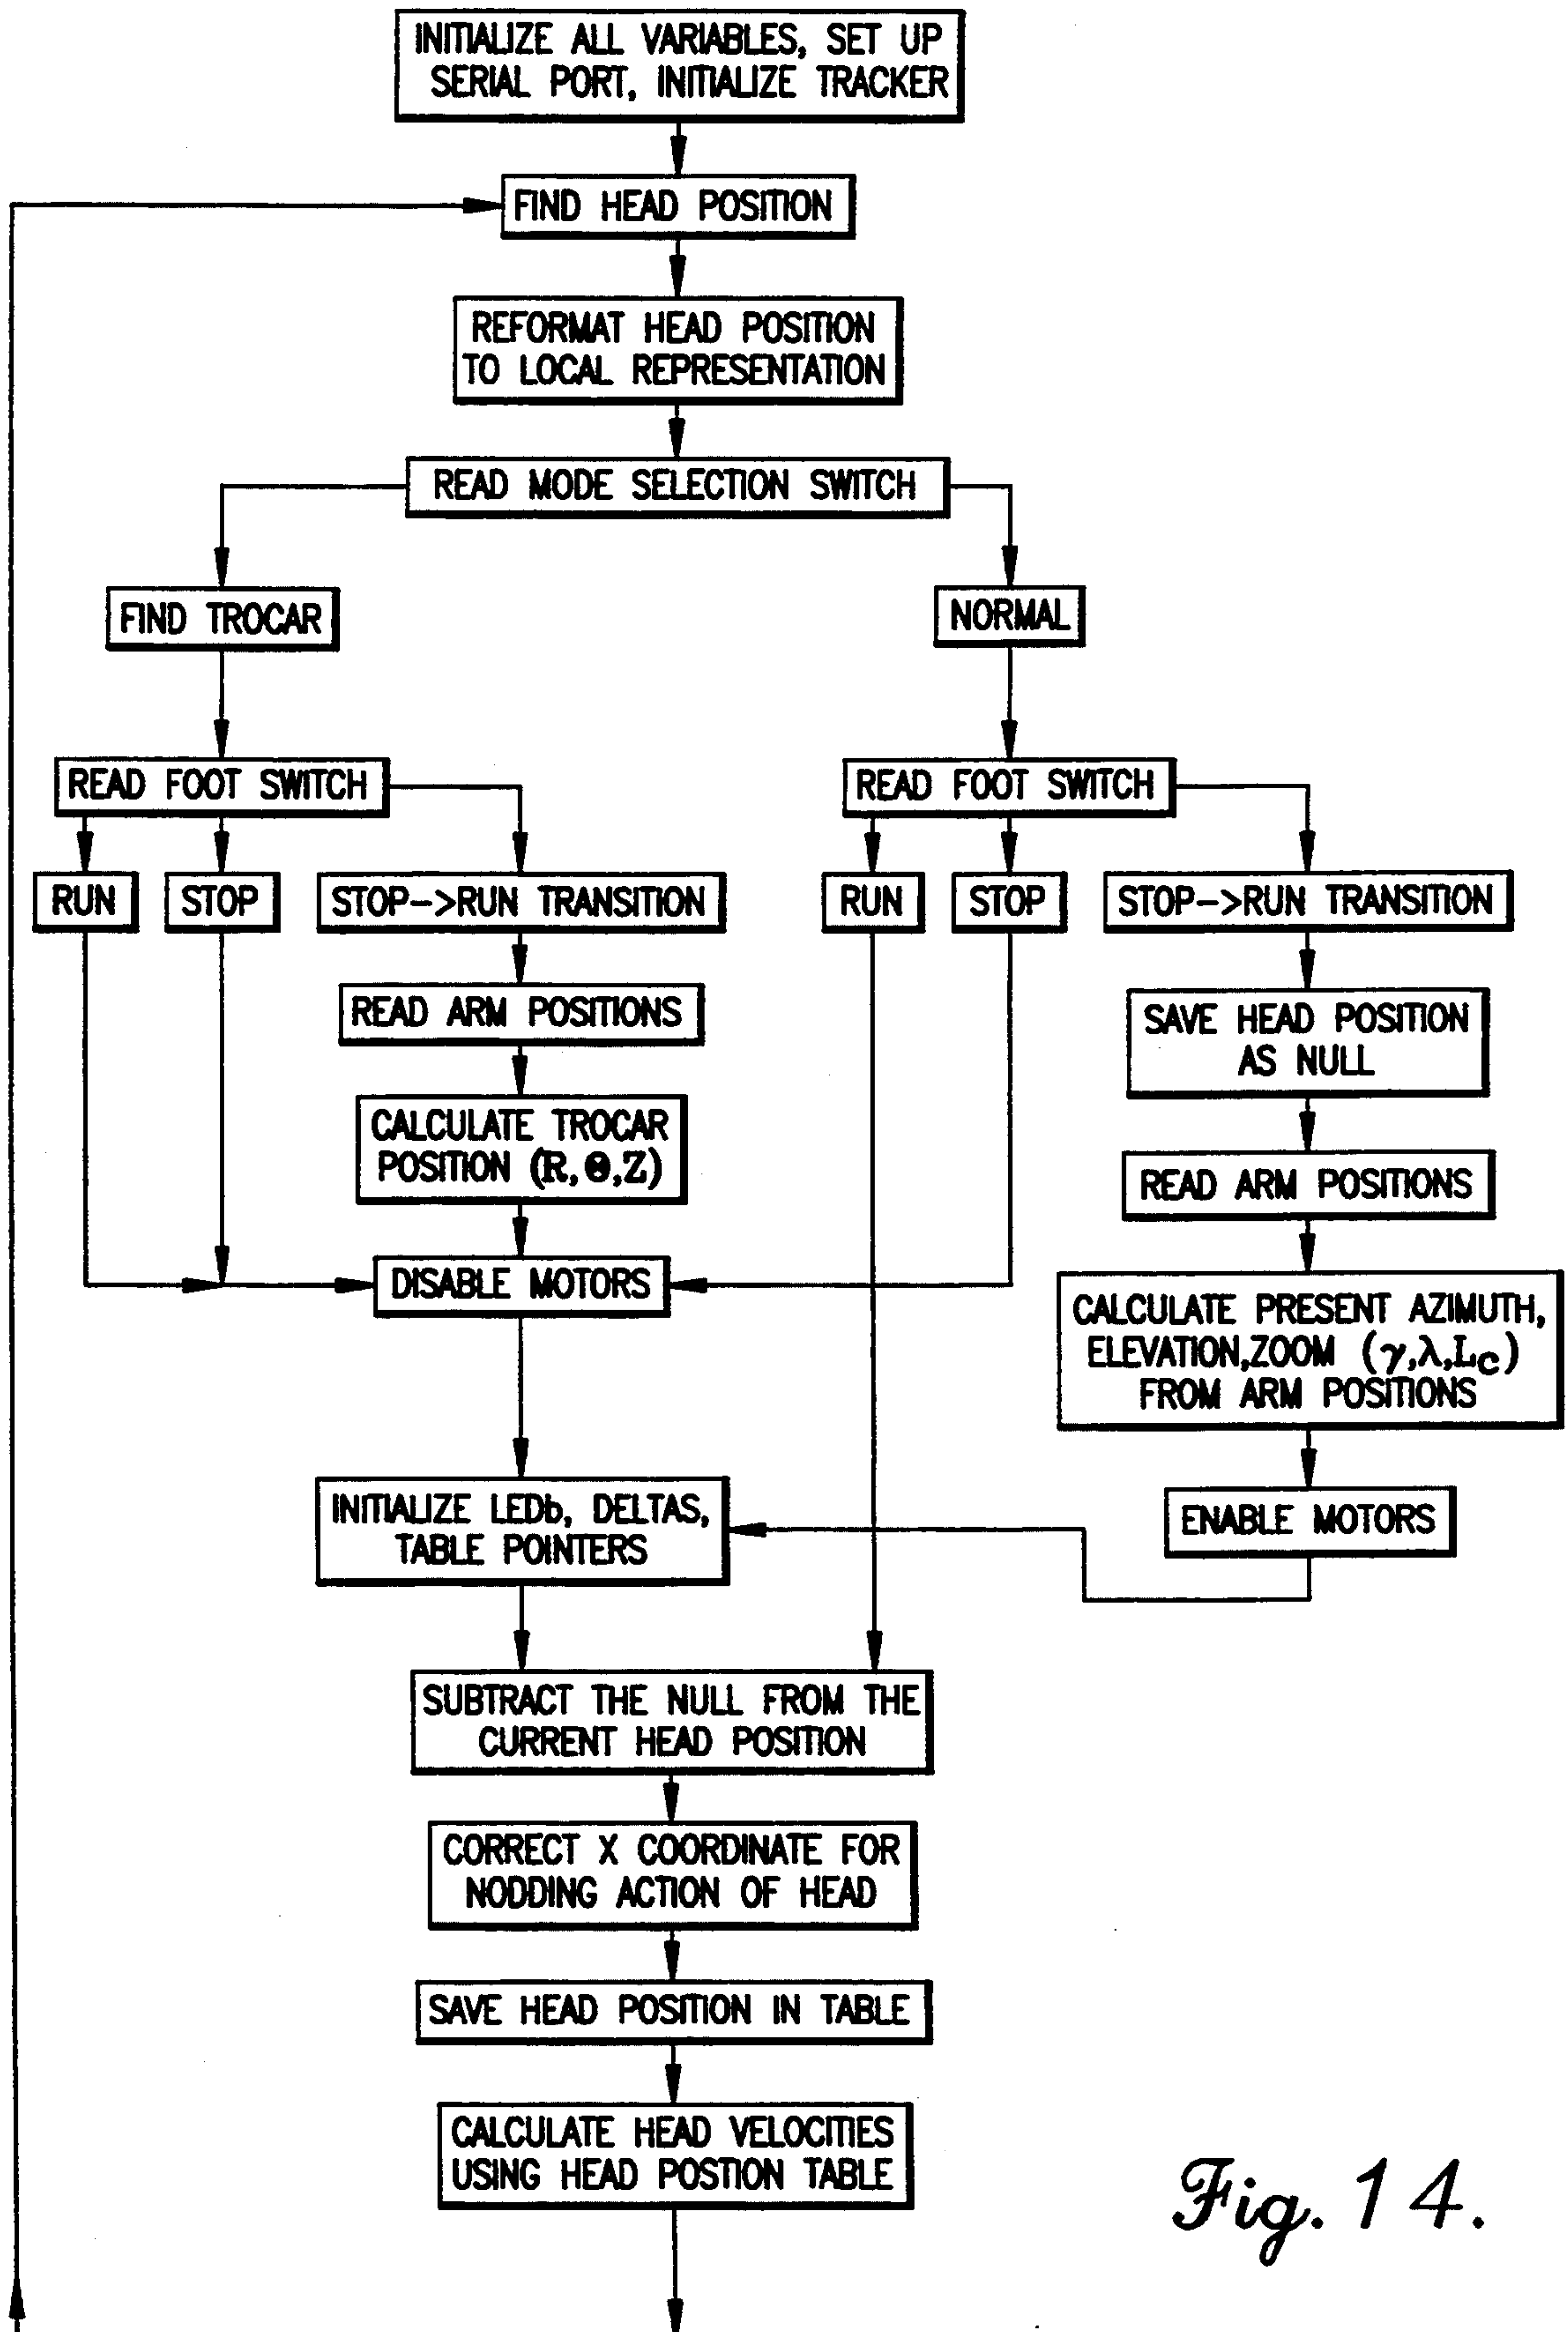 INITIALIZE ALL VARIABLES, SET UP
SERIAL PORT, INITIALIZE TRACKER
FIND HEAD POSITION
REFORMAT HEAD POSITION
TO LOCAL REPRESENTATION
READ MODE SELECTION SWITCH
FIND TROCAR
NORMAL
READ FOOT SWITCH
READ FOOT SWITCH
RUN
STOP
STOP->RUN TRANSITION
RUN
STOP
STOP->RUN TRANSITION
READ ARM POSITIONS
SAVE HEAD POSITION
AS NULL
CALCULATE TROCAR
POSITION (R,Θ,Z)
READ ARM POSITIONS
DISABLE MOTORS
CALCULATE PRESENT AZIMUTH,
ELEVATION,ZOOM (γ,λ,Lc)
FROM ARM POSITIONS
INITIALIZE LEDb, DELTAS,
TABLE POINTERS
ENABLE MOTORS
SUBTRACT THE NULL FROM THE
CURRENT HEAD POSITION
CORRECT X COORDINATE FOR
NODDING ACTION OF HEAD
SAVE HEAD POSITION IN TABLE
CALCULATE HEAD VELOCITIES
USING HEAD POSTION TABLE
Fig. 14.